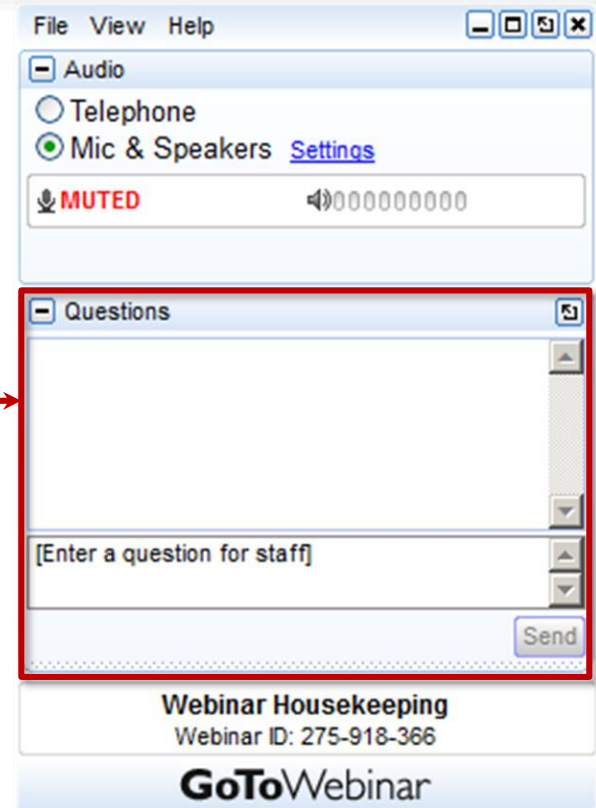 File View Help
Audio
Telephone
Mic & Speakers Settings
MUTED 000000000
Questions
[Enter a question for staff]
Send
Webinar Housekeeping
Webinar ID: 275-918-366
GoToWebinar